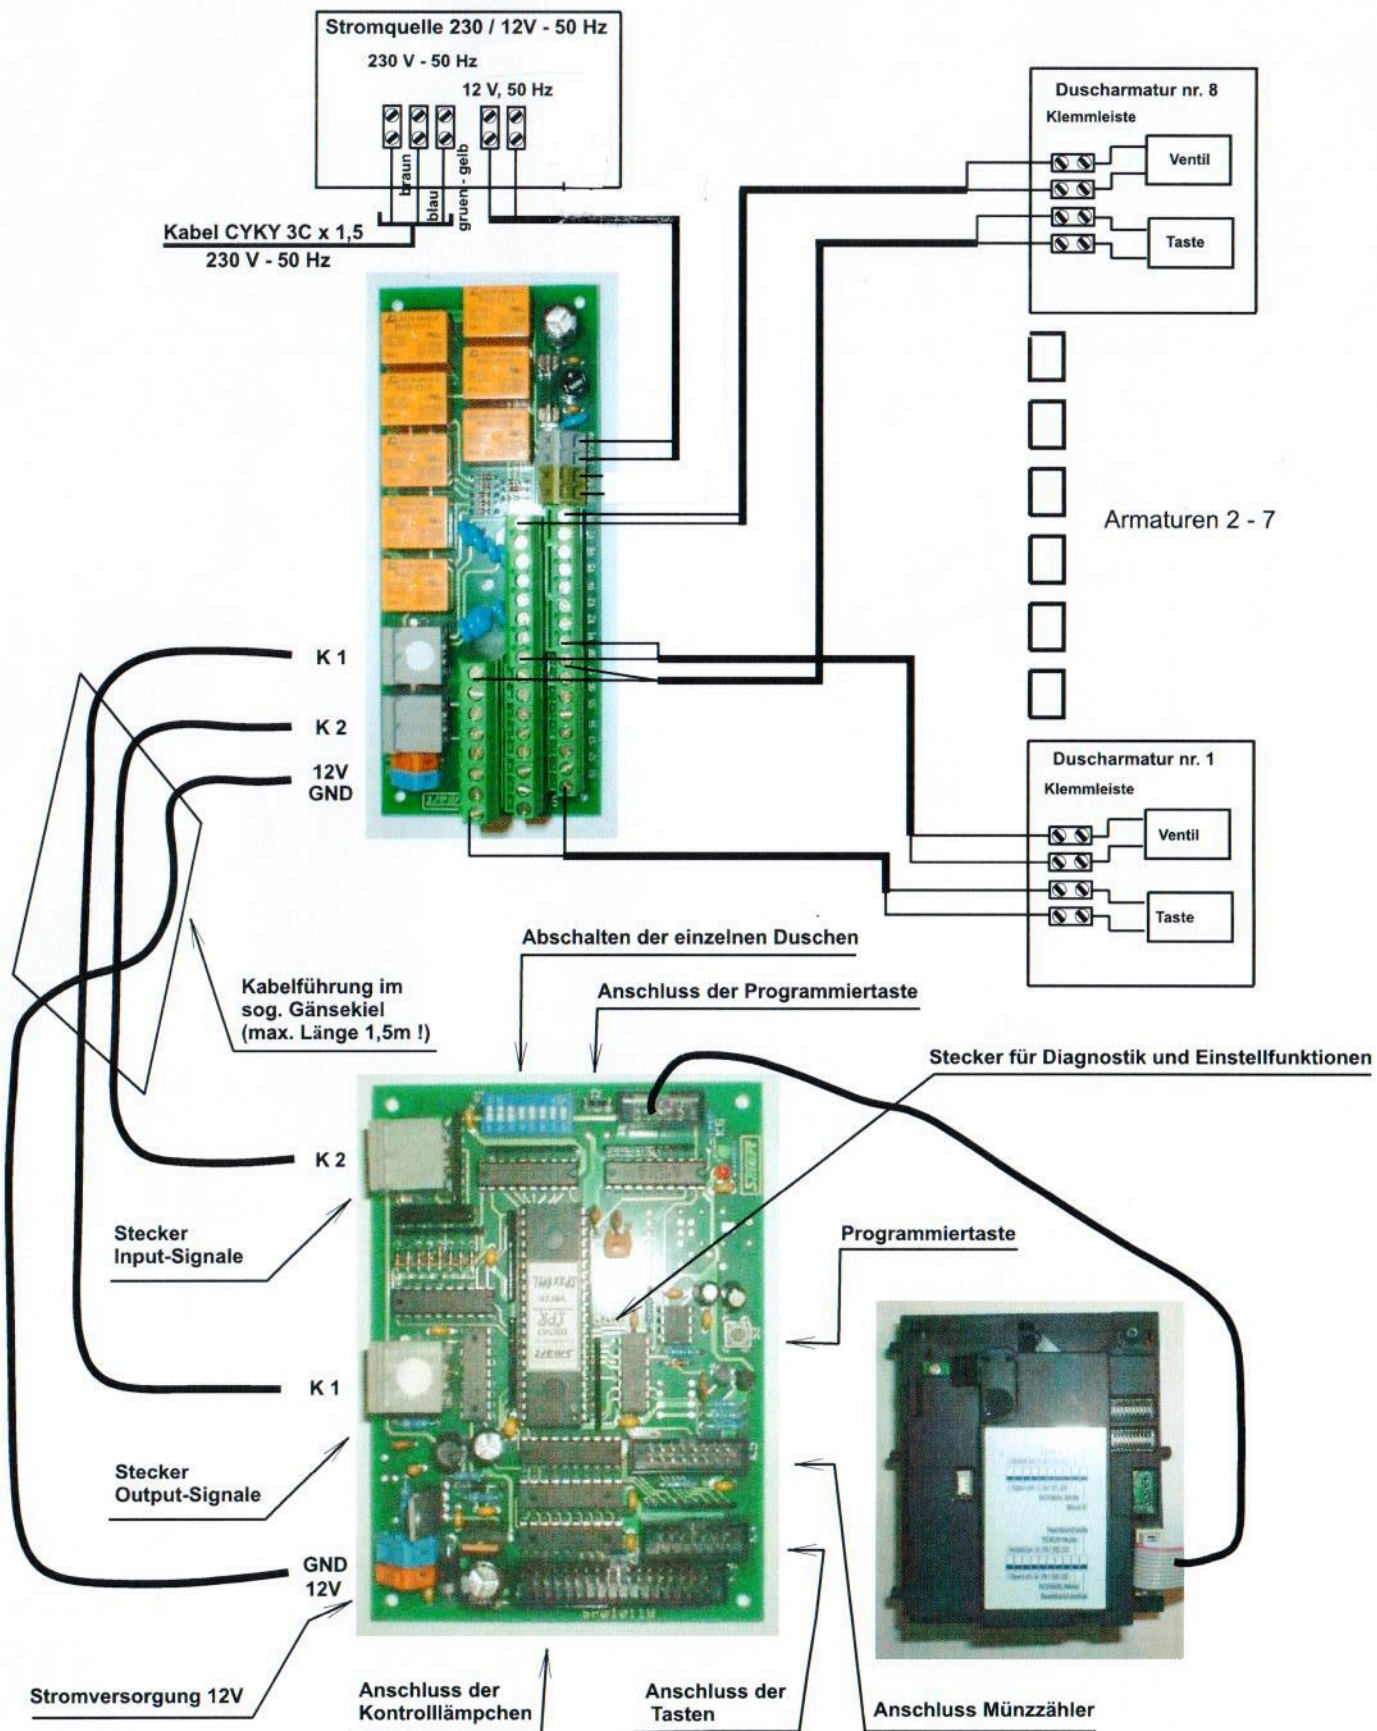 Stromquelle 230 / 12V - 50 Hz
230 V - 50 Hz
12 V, 50 Hz
braun
blau
gruen - gelb
Kabel CYKY 3C x 1,5
230 V - 50 Hz
Duscharmatur nr. 8
Klemmleiste
Ventil
Taste
Armaturen 2 - 7
K 1
K 2
12V
GND
Duscharmatur nr. 1
Klemmleiste
Ventil
Taste
Abschalten der einzelnen Duschen
Anschluss der Programmiertaste
Kabelführung im
sog. Gänsekiel
(max. Länge 1,5m !)
Stecker für Diagnostik und Einstellfunktionen
K 2
Stecker
Input-Signale
Programmiertaste
K 1
Stecker
Output-Signale
GND
12V
Stromversorgung 12V
Anschluss der
Kontrolllämpchen
Anschluss der
Tasten
Anschluss Münzzähler